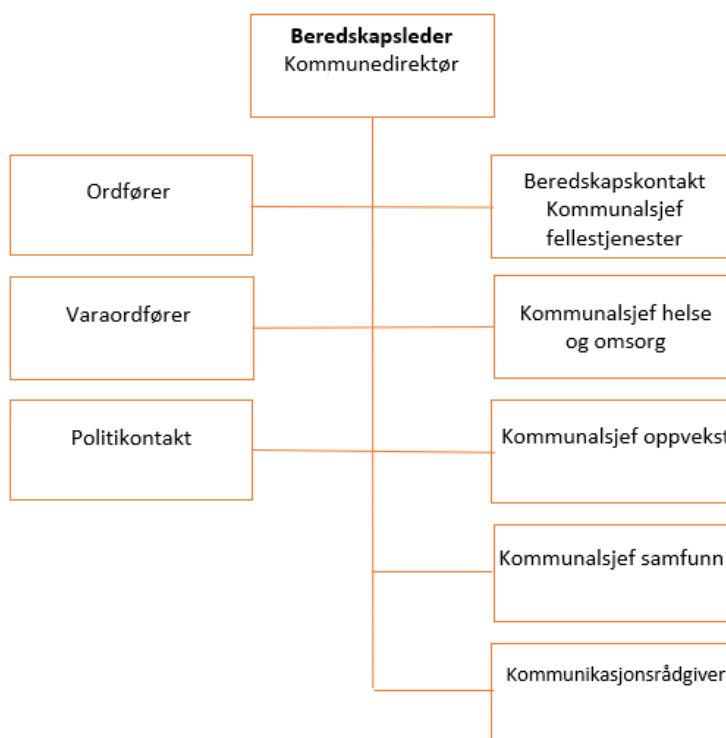 Beredskapsleder
Kommunedirektør
Ordfører
Beredskapskontakt
Kommunalsjef
fellestjenester
Varaordfører
Kommunalsjef helse
og omsorg
Politikontakt
Kommunalsjef oppvekst
Kommunalsjef samfunn
Kommunikasjonsrådgiver